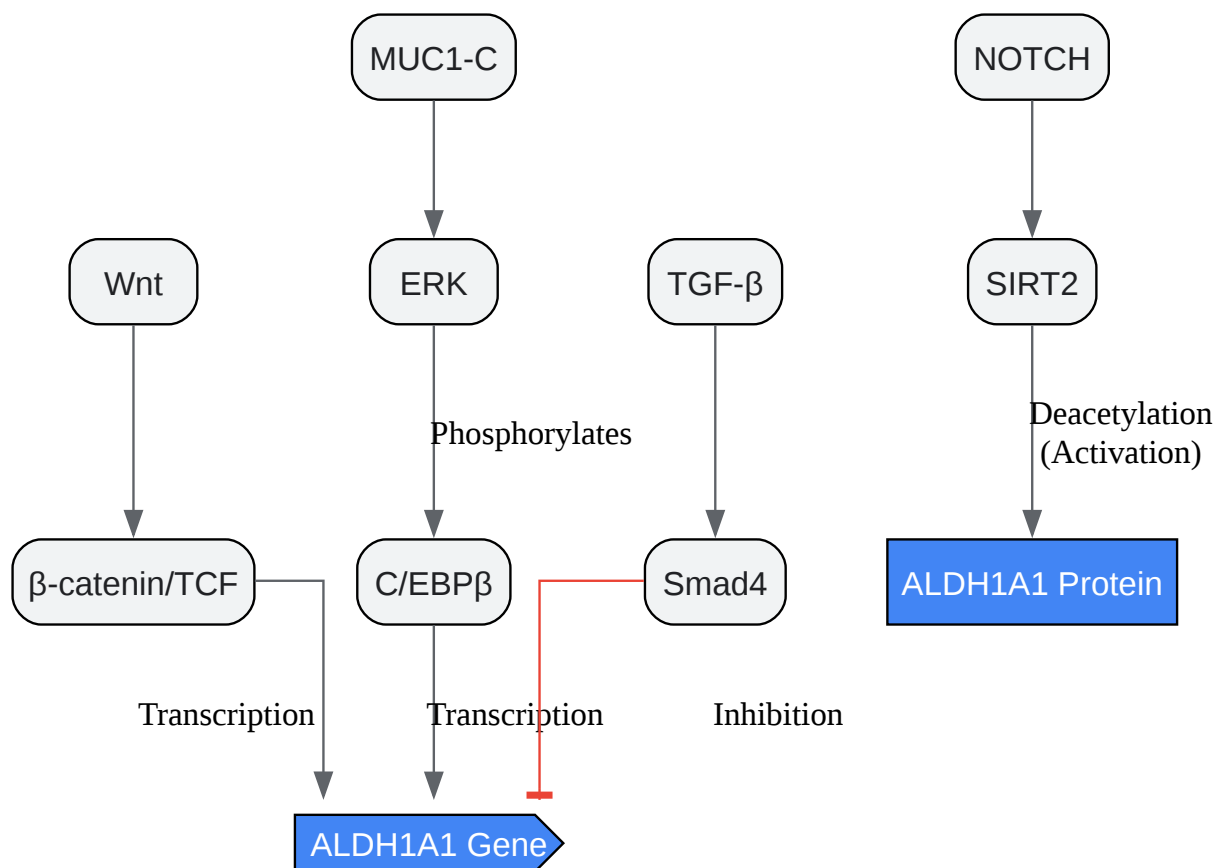 MUC1-C
NOTCH
Wnt
ERK
TGF-β
SIRT2
Phosphorylates
Deacetylation
(Activation)
β-catenin/TCF
C/EBPβ
Smad4
ALDH1A1 Protein
Transcription
Transcription
Inhibition
ALDH1A1 Gene